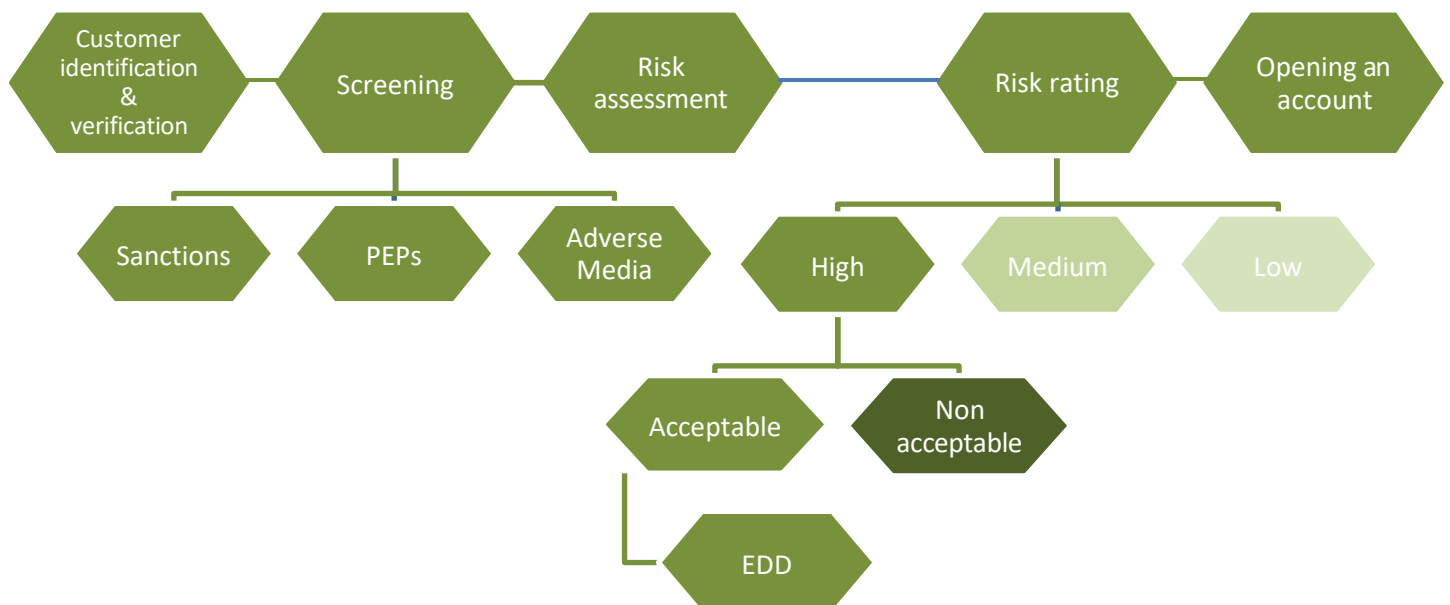 Customer
identification
&
verification
Screening
Risk
assessment
Risk rating
Opening an
account
Sanctions
PEPs
Adverse
Media
High
Medium
Low
Acceptable
Non
acceptable
EDD